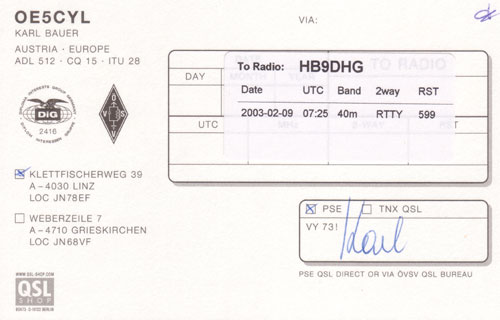 OE5CYL
KARL BAUER
AUSTRIA · EUROPE
ADL 512 · CQ 15 · ITU 28
VIA:
DAY MONTH YEAR TO RADIO
To Radio: HB9DHG
Date UTC Band 2way RST
2003-02-09 07:25 40m RTTY 599
UTC MHz 2-WAY RST
DIG
2416
KLETTFISCHERWEG 39
A-4030 LINZ
LOC JN78EF
WEBERZEILE 7
A-4710 GRIESKIRCHEN
LOC JN68VF
PSE TNX QSL
VY 73!
Karl
PSE QSL DIRECT OR VIA ÖVSV QSL BUREAU
WWW.QSL-SHOP.COM
QSL
SHOP